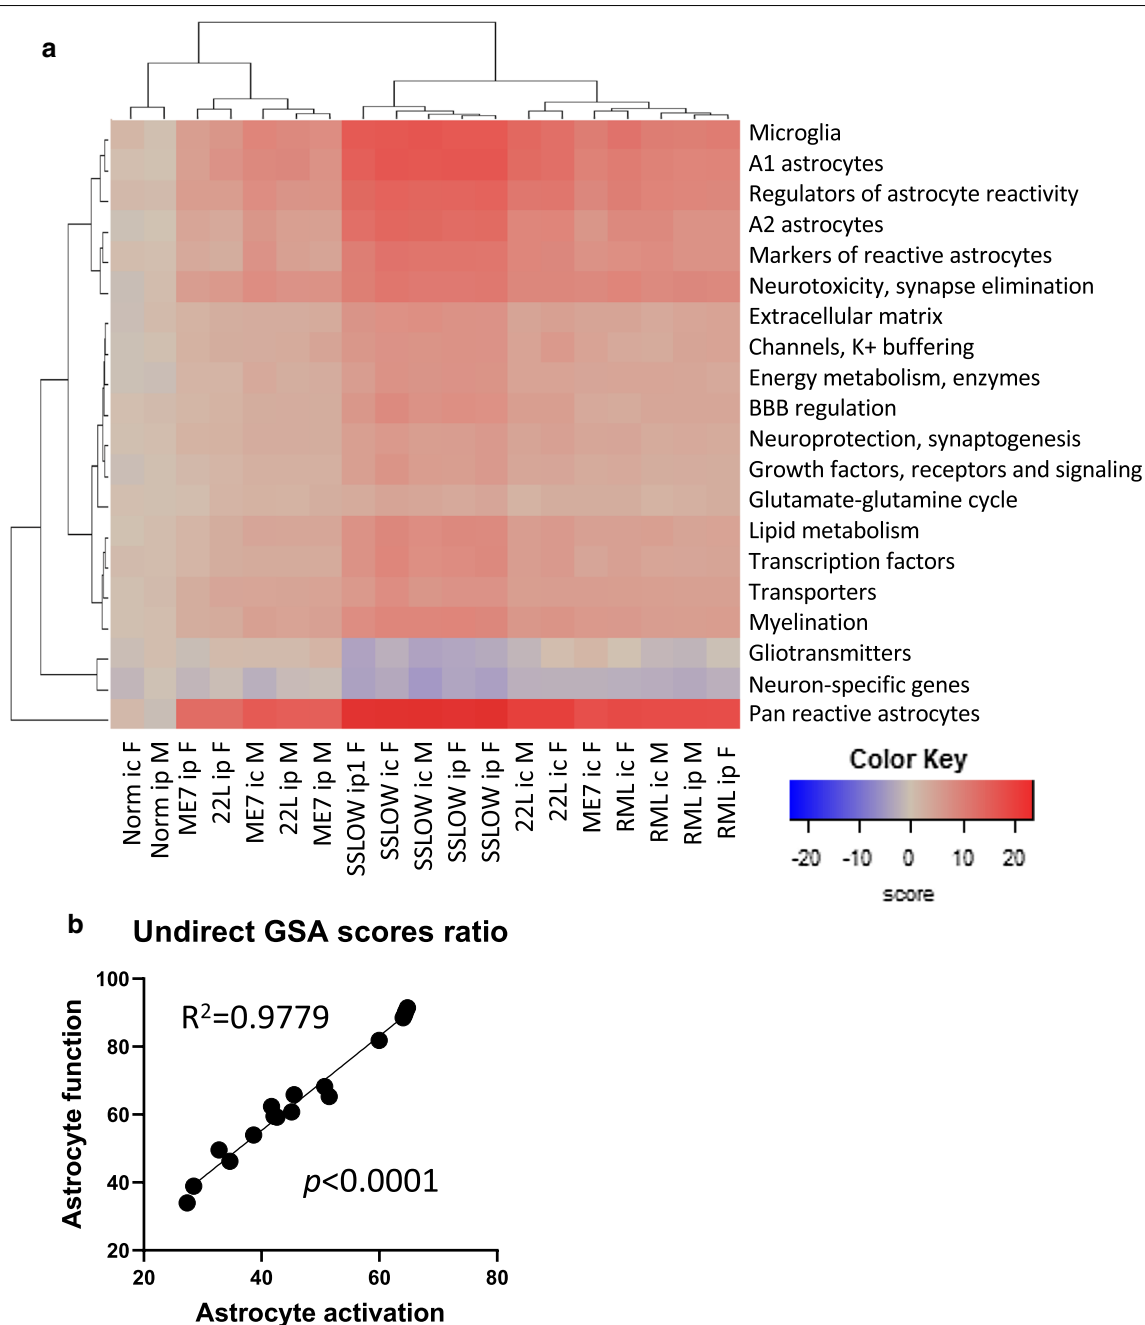 a
Microglia
A1 astrocytes
Regulators of astrocyte reactivity
A2 astrocytes
Markers of reactive astrocytes
Neurotoxicity, synapse elimination
Extracellular matrix
Channels, K+ buffering
Energy metabolism, enzymes
BBB regulation
Neuroprotection, synaptogenesis
Growth factors, receptors and signaling
Glutamate-glutamine cycle
Lipid metabolism
Transcription factors
Transporters
Myelination
Gliotransmitters
Neuron-specific genes
Pan reactive astrocytes
Norm ic F
Norm ip M
ME7 ip F
22L ip F
ME7 ic M
22L ip M
ME7 ip M
SSLOW ip1 F
SSLOW ic F
SSLOW ic M
SSLOW ip F
SSLOW ip F
22L ic M
22L ic F
ME7 ic F
RML ic F
RML ic M
RML ip M
RML ip F
Color Key
-20 -10 0 10 20
score
b
Undirect GSA scores ratio
100
80
60
40
20
Astrocyte function
R²=0.9779
p<0.0001
20 40 60 80
Astrocyte activation